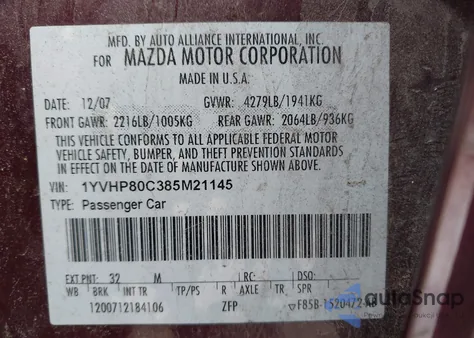 MFD. BY AUTO ALLIANCE INTERNATIONAL, INC.
FOR MAZDA MOTOR CORPORATION
MADE IN U.S.A.
DATE: 12/07 GVWR: 4279LB/1941KG
FRONT GAWR: 2216LB/1005KG REAR GAWR: 2064LB/936KG
THIS VEHICLE CONFORMS TO ALL APPLICABLE FEDERAL MOTOR
VEHICLE SAFETY, BUMPER, AND THEFT PREVENTION STANDARDS
IN EFFECT ON THE DATE OF MANUFACTURE SHOWN ABOVE.
VIN: 1YVHP80C385M21145
TYPE: Passenger Car
EXT PNT: 32 M RC: DSO:
WB BRK INT TR TP/PS R AXLE TR SPR
1200712184106 ZFP
autoSnap